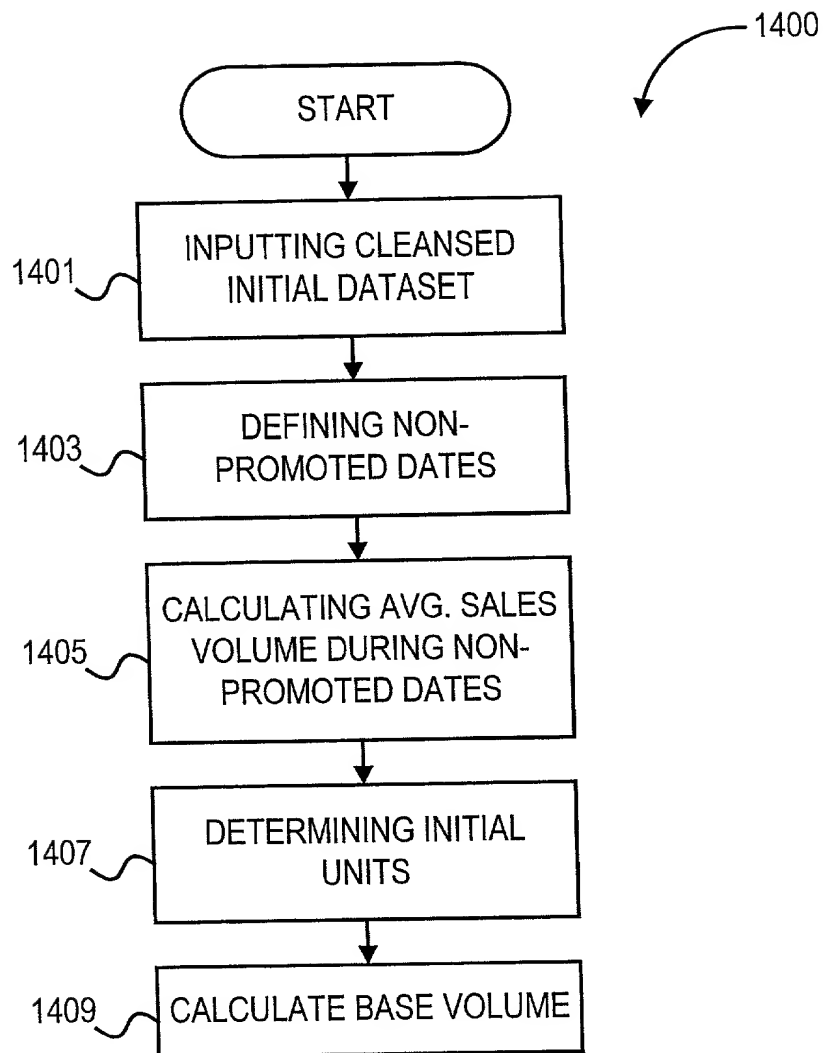 1400
START
1401
INPUTTING CLEANSED
INITIAL DATASET
1403
DEFINING NON-
PROMOTED DATES
1405
CALCULATING AVG. SALES
VOLUME DURING NON-
PROMOTED DATES
1407
DETERMINING INITIAL
UNITS
1409
CALCULATE BASE VOLUME